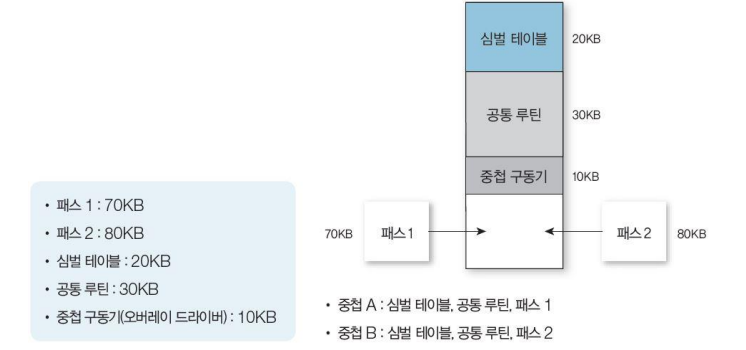 심벌 테이블 20KB
공통 루틴 30KB
중첩 구동기 10KB
70KB 패스 1 패스 2 80KB
• 패스 1 : 70KB
• 패스 2 : 80KB
• 심벌 테이블 : 20KB
• 공통 루틴 : 30KB
• 중첩 구동기(오버레이 드라이버) : 10KB
• 중첩 A : 심벌 테이블, 공통 루틴, 패스 1
• 중첩 B : 심벌 테이블, 공통 루틴, 패스 2